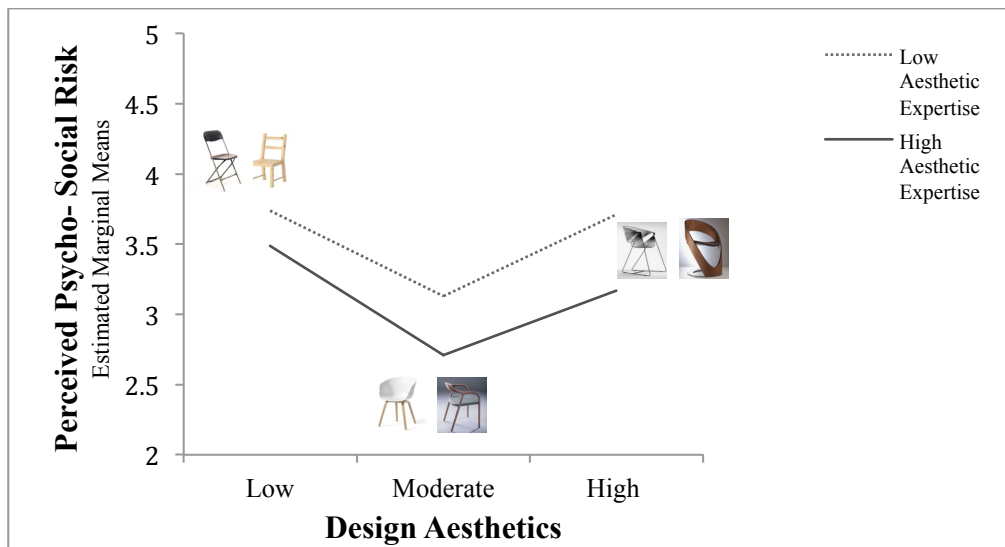 Perceived Psycho- Social Risk
Estimated Marginal Means
5
4.5
4
3.5
3
2.5
2
Low
Moderate
High
Design Aesthetics
Low
Aesthetic
Expertise
High
Aesthetic
Expertise